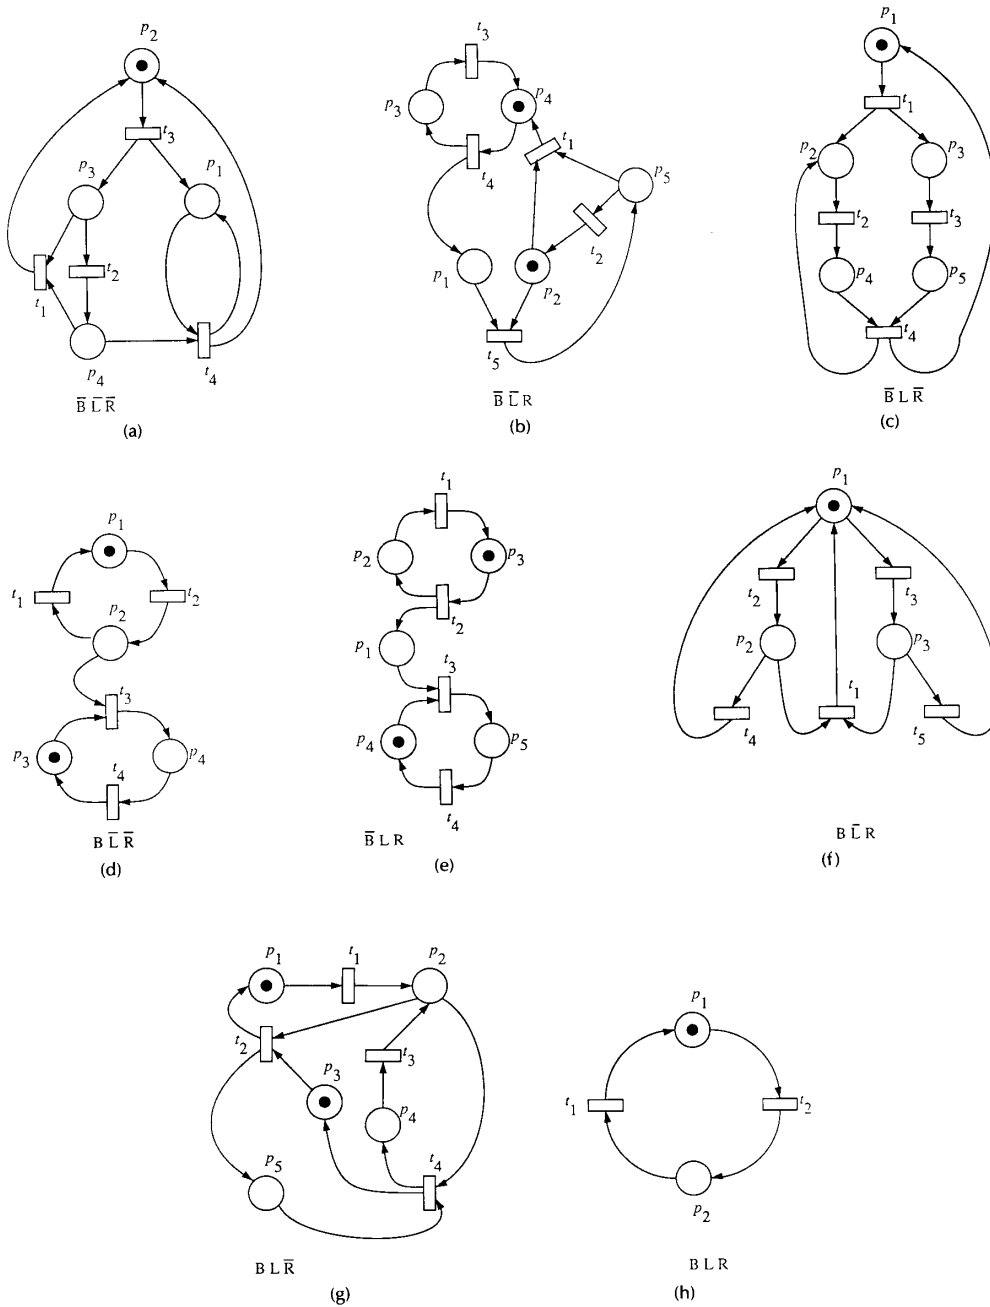 p2
t3
p3
p1
t2
t1
p4
t4
B̄ L̄ R̄
(a)
t3
p3
p4
t1
t4
p5
t2
p1
p2
t5
B̄ L̄ R
(b)
p1
t1
p2
p3
t2
t3
p4
p5
t4
B̄ L R̄
(c)
p1
t1
t2
p2
t3
p3
p4
t4
B L̄ R̄
(d)
t1
p2
p3
t2
p1
t3
p4
p5
t4
B̄ L R
(e)
p1
t2
t3
p2
p3
t1
t4
t5
B L̄ R
(f)
p1
t1
p2
t2
t3
p3
p4
p5
t4
B L R̄
(g)
p1
t1
t2
p2
B L R
(h)